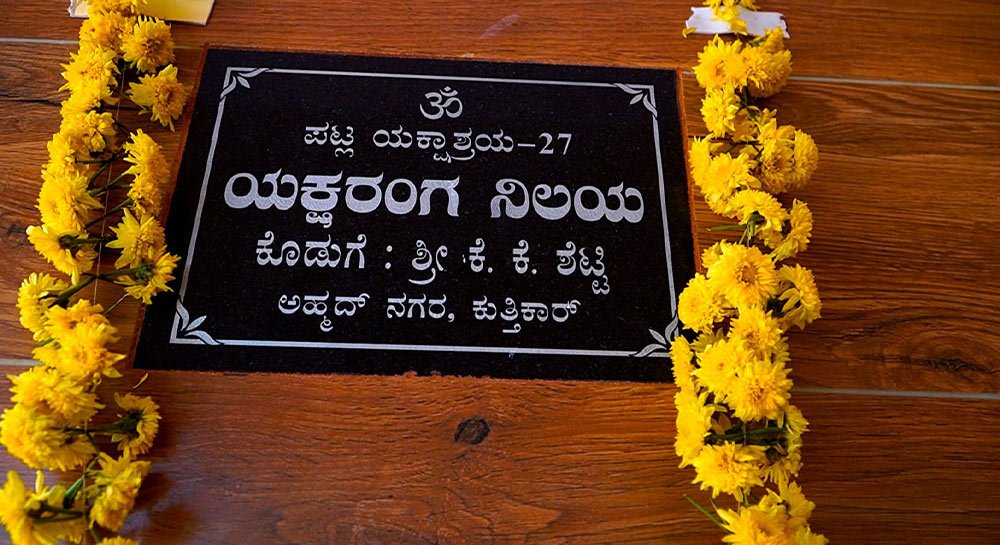 ॐ
ಪಟ್ಲ ಯಕ್ಷಾಶ್ರಯ-27
ಯಕ್ಷರಂಗ ನಿಲಯ
ಕೊಡುಗೆ : ಶ್ರೀ ಕೆ. ಕೆ. ಶೆಟ್ಟಿ
ಅಹ್ಮದ್ ನಗರ, ಕುತ್ತಿಕಾರ್